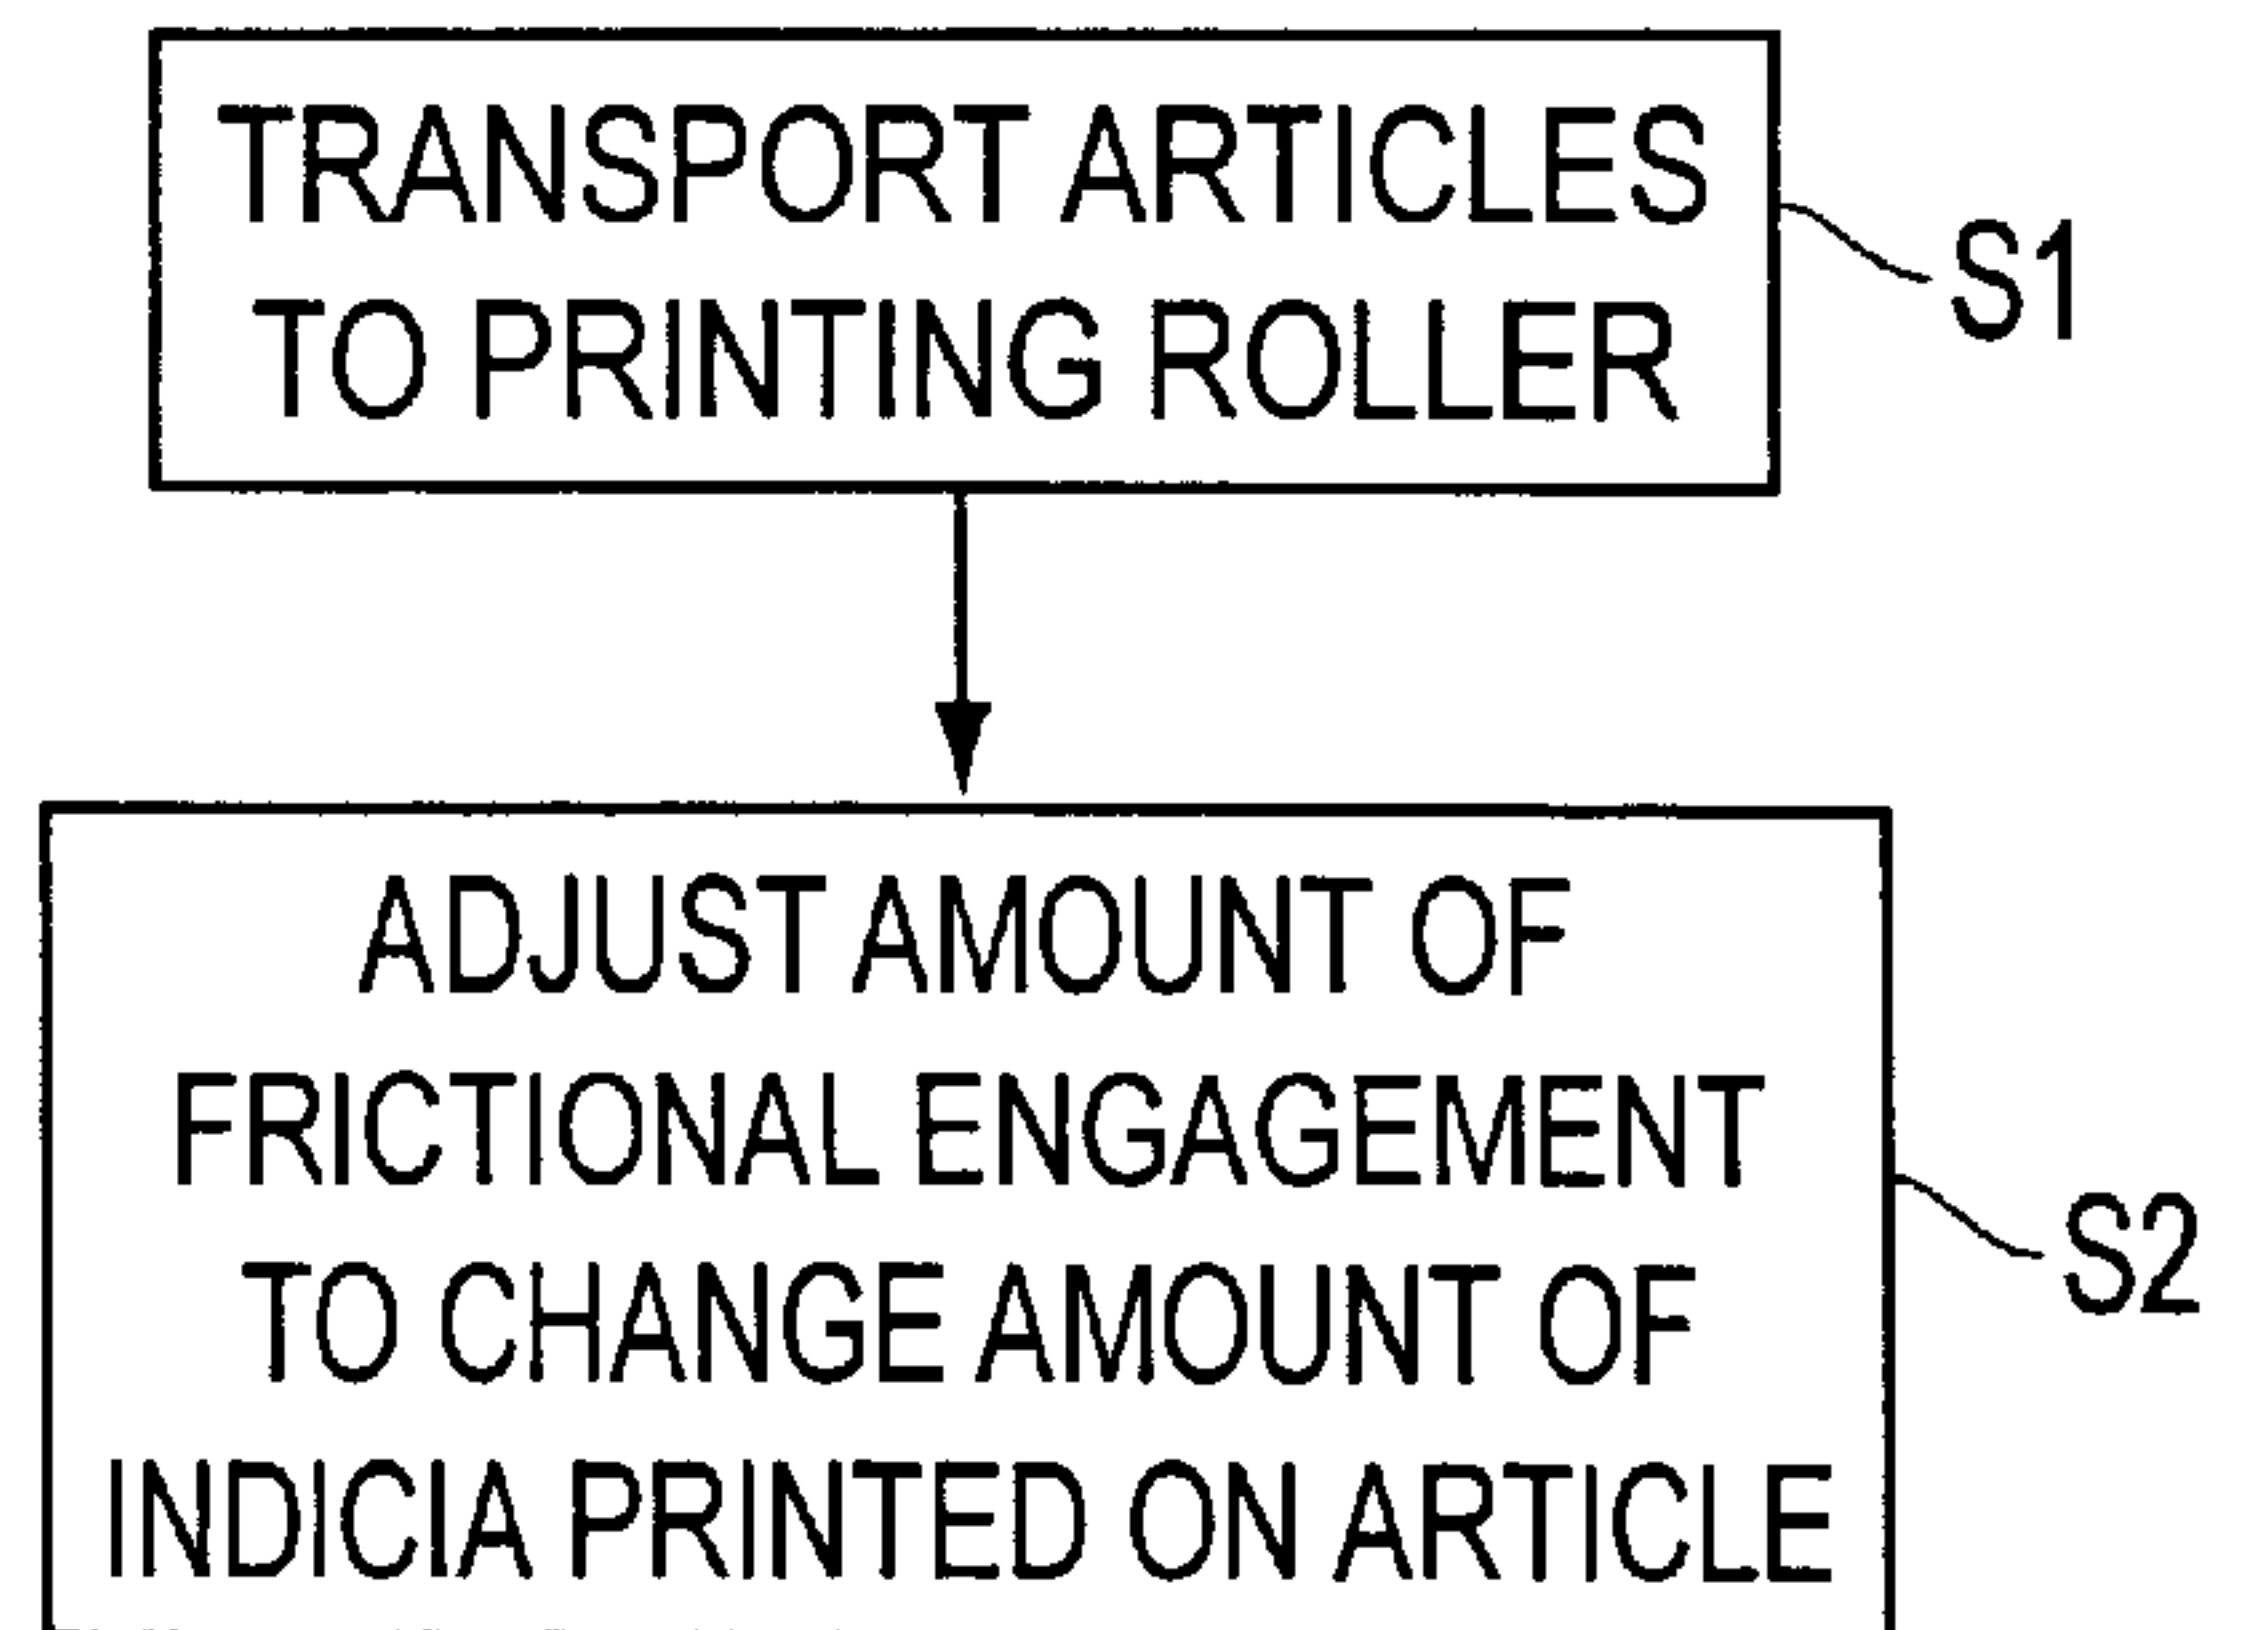 TRANSPORT ARTICLES
TO PRINTING ROLLER
S1
ADJUST AMOUNT OF
FRICTIONAL ENGAGEMENT
TO CHANGE AMOUNT OF
INDICIA PRINTED ON ARTICLE
S2